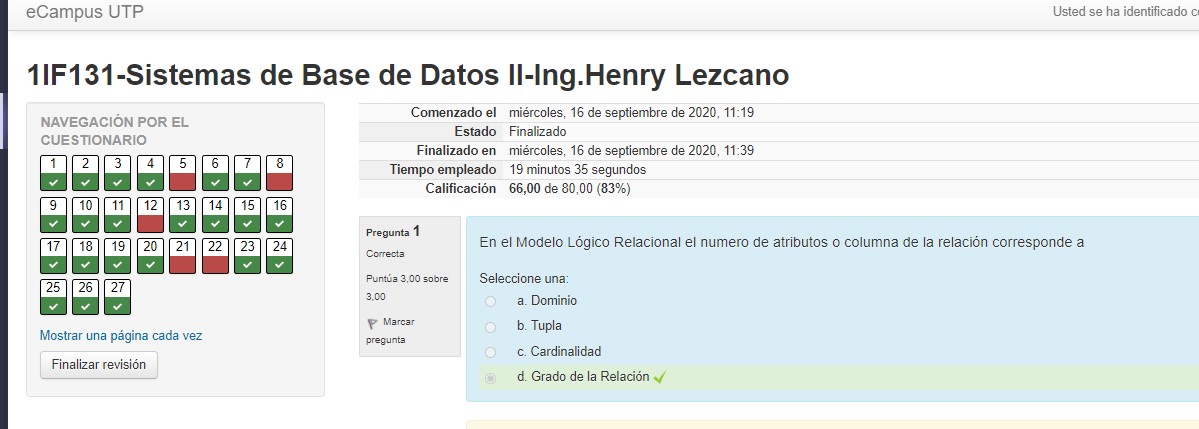 eCampus UTP
Usted se ha identificado c
1IF131-Sistemas de Base de Datos II-Ing.Henry Lezcano
NAVEGACIÓN POR EL
CUESTIONARIO
1 2 3 4 5 6 7 8
9 10 11 12 13 14 15 16
17 18 19 20 21 22 23 24
25 26 27
Mostrar una página cada vez
Finalizar revisión
Comenzado el miércoles, 16 de septiembre de 2020, 11:19
Estado Finalizado
Finalizado en miércoles, 16 de septiembre de 2020, 11:39
Tiempo empleado 19 minutos 35 segundos
Calificación 66,00 de 80,00 (83%)
Pregunta 1
Correcta
Puntúa 3,00 sobre
3,00
Marcar
pregunta
En el Modelo Lógico Relacional el numero de atributos o columna de la relación corresponde a
Seleccione una:
a. Dominio
b. Tupla
c. Cardinalidad
d. Grado de la Relación